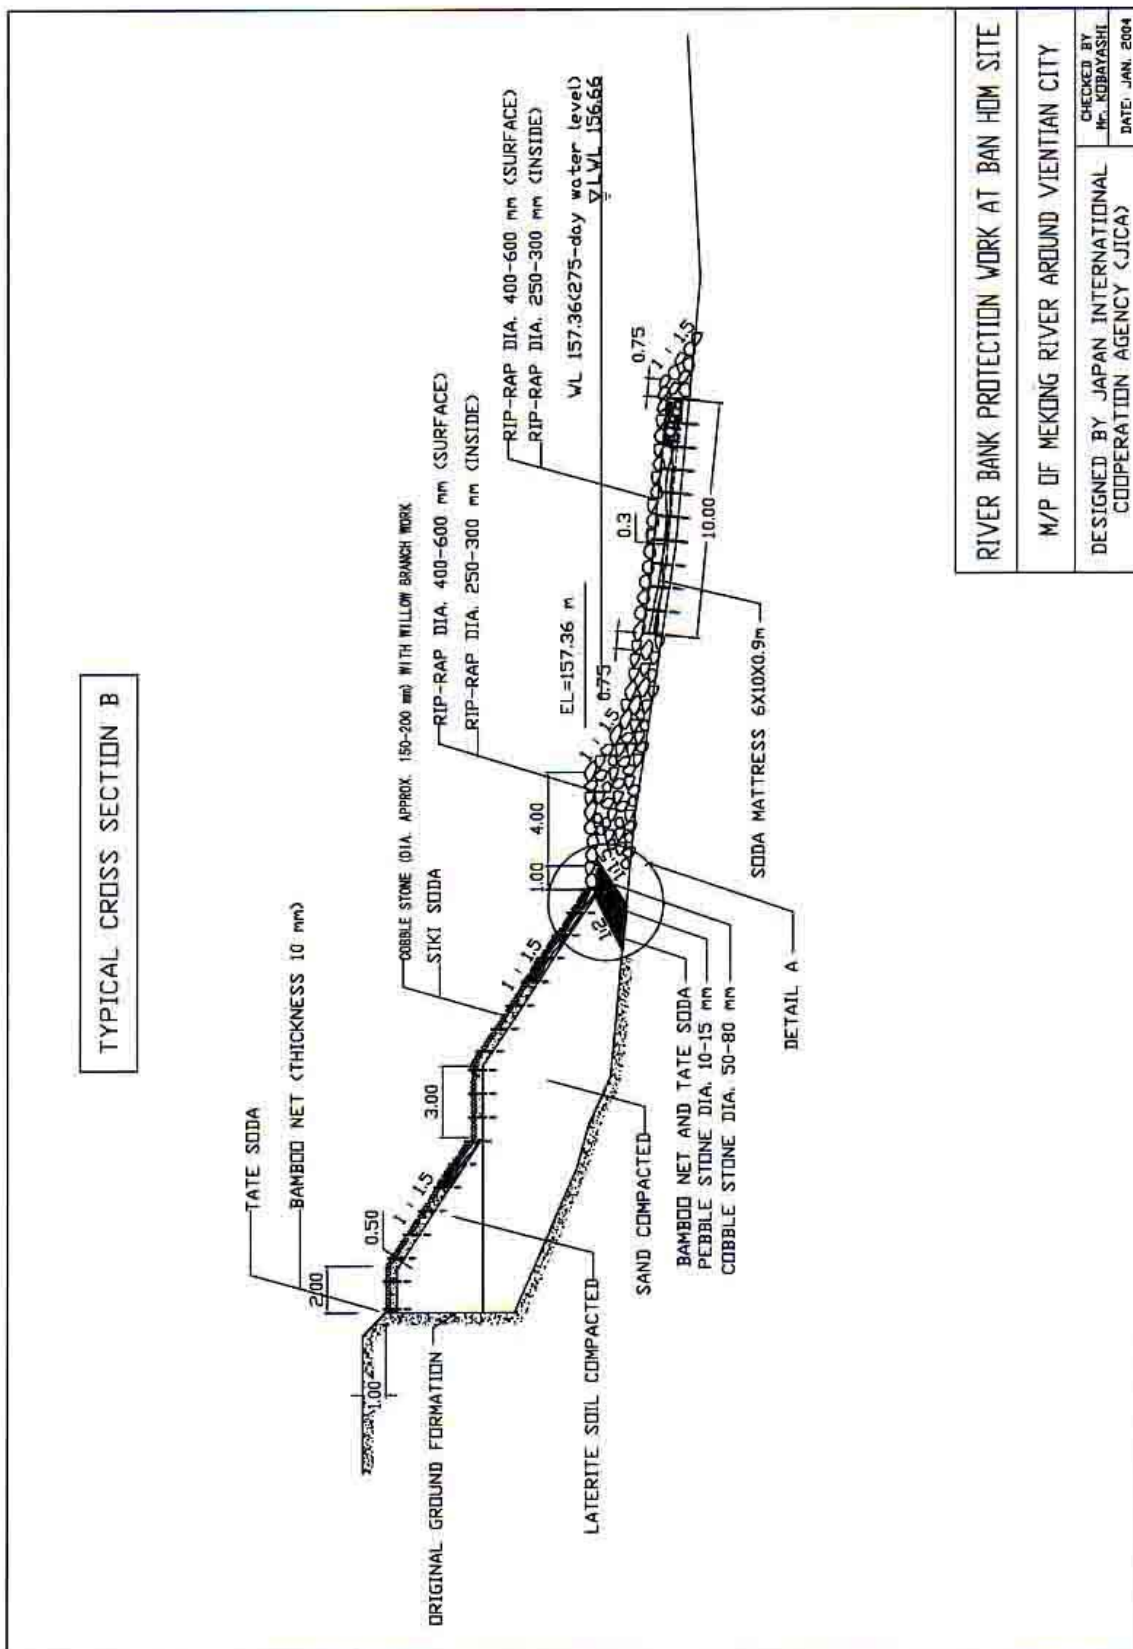 TYPICAL CROSS SECTION B
TATE SODA
BAMBOO NET (THICKNESS 10 mm)
COBBLE STONE (DIA. APPROX. 150-200 mm) WITH WILLOW BRANCH WORK
SIKI SODA
RIP-RAP DIA. 400-600 mm (SURFACE)
RIP-RAP DIA. 250-300 mm (INSIDE)
RIP-RAP DIA. 400-600 mm (SURFACE)
RIP-RAP DIA. 250-300 mm (INSIDE)
WL 157.36(275-day water level)
LWL 156.66
EL=157.36 m
2.00
1.00
0.50
1 : 1.5
3.00
1 : 1.5
1.00
4.00
1 : 1.5
0.75
0.3
0.75
1 : 1.5
10.00
1:2
1:1.5
ORIGINAL GROUND FORMATION
LATERITE SOIL COMPACTED
SAND COMPACTED
BAMBOO NET AND TATE SODA
PEBBLE STONE DIA. 10-15 mm
COBBLE STONE DIA. 50-80 mm
DETAIL A
SODA MATTRESS 6X10X0.9m
RIVER BANK PROTECTION WORK AT BAN HOM SITE
M/P OF MEKONG RIVER AROUND VIENTIAN CITY
DESIGNED BY JAPAN INTERNATIONAL
COOPERATION AGENCY (JICA)
CHECKED BY
Mr. KOBAYASHI
DATE: JAN. 2004